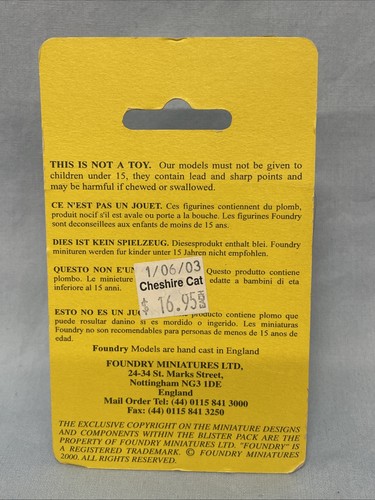 THIS IS NOT A TOY. Our models must not be given to
children under 15, they contain lead and sharp points and
may be harmful if chewed or swallowed.
CE N'EST PAS UN JOUET. Ces figurines contiennent du plomb,
produit nocif s'il est avale ou porte a la bouche. Les figurines Foundry
sont deconseillees aux enfants de moins de 15 ans.
DIES IST KEIN SPIELZEUG. Diesesprodukt enthalt blei. Foundry
minituren werden fur kinder unter 15 Jahren nicht empfohlen.
QUESTO NON E'UN Questo prodotto contiene
plombo. Le miniature edatte a bambini di eta
inferiore al 15 anni.
1/06/03
Cheshire Cat
$ 16.95
ESTO NO ES UN producto contiene plomo que
puede resultar danino si es mordido o ingerido. Les miniaturas
Foundry no son recomendables para personas de menos de 15 anos de
edad.
Foundry Models are hand cast in England
FOUNDRY MINIATURES LTD,
24-34 St. Marks Street,
Nottingham NG3 1DE
England
Mail Order Tel: (44) 0115 841 3000
Fax: (44) 0115 841 3250
THE EXCLUSIVE COPYRIGHT ON THE MINIATURE DESIGNS
AND COMPONENTS WITHIN THE BLISTER PACK ARE THE
PROPERTY OF FOUNDRY MINIATURES LTD. "FOUNDRY" IS
A REGISTERED TRADEMARK. © FOUNDRY MINIATURES
2000. ALL RIGHTS RESERVED.